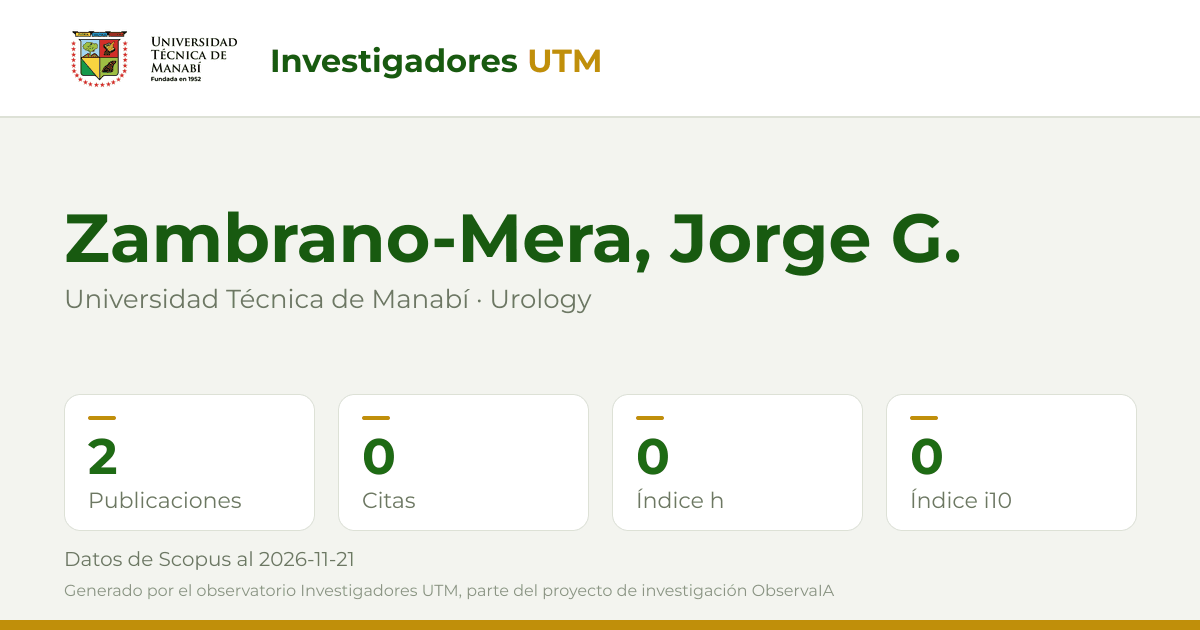 UNIVERSIDAD
TÉCNICA DE
MANABÍ
Fundada en 1952
Investigadores UTM
Zambrano-Mera, Jorge G.
Universidad Técnica de Manabí · Urology
2
Publicaciones
0
Citas
0
Índice h
0
Índice i10
Datos de Scopus al 2026-11-21
Generado por el observatorio Investigadores UTM, parte del proyecto de investigación ObservaIA